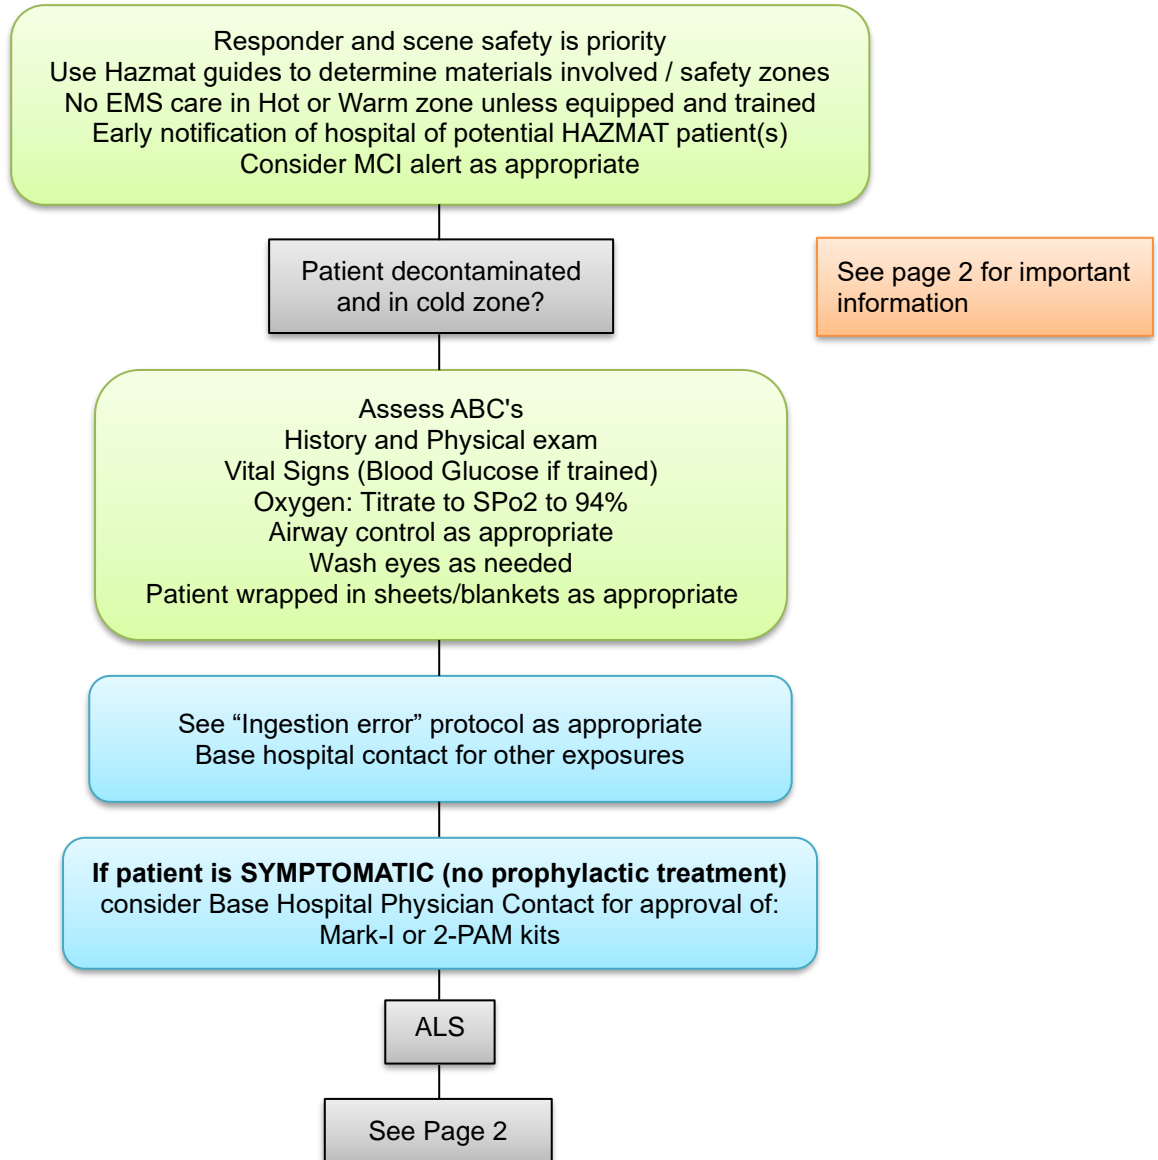 Responder and scene safety is priority
Use Hazmat guides to determine materials involved / safety zones
No EMS care in Hot or Warm zone unless equipped and trained
Early notification of hospital of potential HAZMAT patient(s)
Consider MCI alert as appropriate
Patient decontaminated
and in cold zone?
See page 2 for important
information
Assess ABC's
History and Physical exam
Vital Signs (Blood Glucose if trained)
Oxygen: Titrate to SPo2 to 94%
Airway control as appropriate
Wash eyes as needed
Patient wrapped in sheets/blankets as appropriate
See “Ingestion error” protocol as appropriate
Base hospital contact for other exposures
If patient is SYMPTOMATIC (no prophylactic treatment)
consider Base Hospital Physician Contact for approval of:
Mark-I or 2-PAM kits
ALS
See Page 2